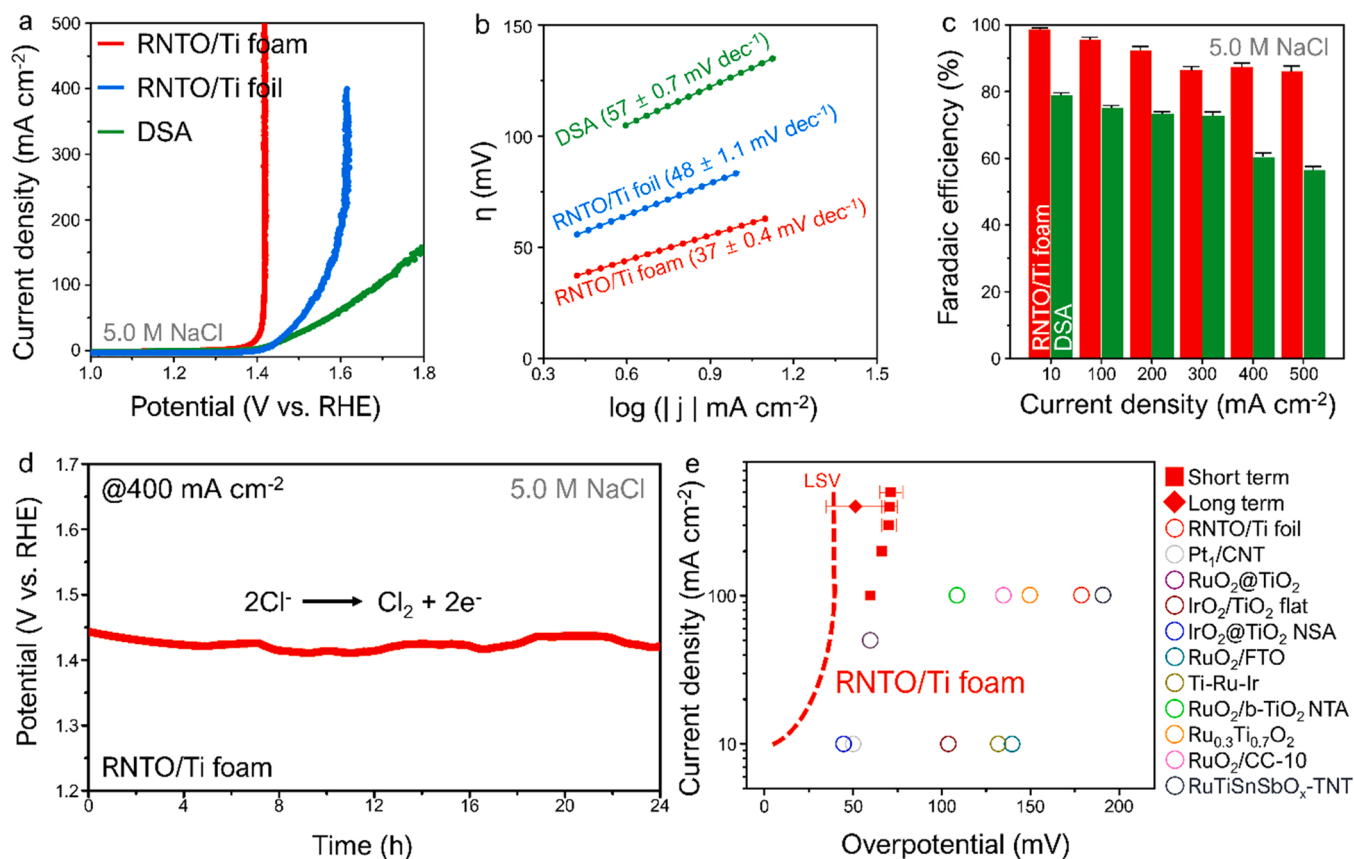 a
500
400
300
200
100
0
RNTO/Ti foam
RNTO/Ti foil
DSA
5.0 M NaCl
1.0
1.2
1.4
1.6
1.8
Current density (mA cm⁻²)
Potential (V vs. RHE)
b
150
100
50
0
DSA (57 ± 0.7 mV dec⁻¹)
RNTO/Ti foil (48 ± 1.1 mV dec⁻¹)
RNTO/Ti foam (37 ± 0.4 mV dec⁻¹)
0.3
0.6
0.9
1.2
1.5
η (mV)
log (| j | mA cm⁻²)
c
100
80
60
40
20
0
5.0 M NaCl
RNTO/Ti foam
DSA
10
100
200
300
400
500
Faradaic efficiency (%)
Current density (mA cm⁻²)
d
1.7
1.6
1.5
1.4
1.3
1.2
@400 mA cm⁻²
5.0 M NaCl
2Cl⁻ → Cl₂ + 2e⁻
RNTO/Ti foam
0
4
8
12
16
20
24
Potential (V vs. RHE)
Time (h)
e
100
10
LSV
RNTO/Ti foam
0
50
100
150
200
Current density (mA cm⁻²)
Overpotential (mV)
Short term
Long term
RNTO/Ti foil
Pt₁/CNT
RuO₂@TiO₂
IrO₂/TiO₂ flat
IrO₂@TiO₂ NSA
RuO₂/FTO
Ti-Ru-Ir
RuO₂/b-TiO₂ NTA
Ru₀.₃Ti₀.₇O₂
RuO₂/CC-10
RuTiSnSbOₓ-TNT